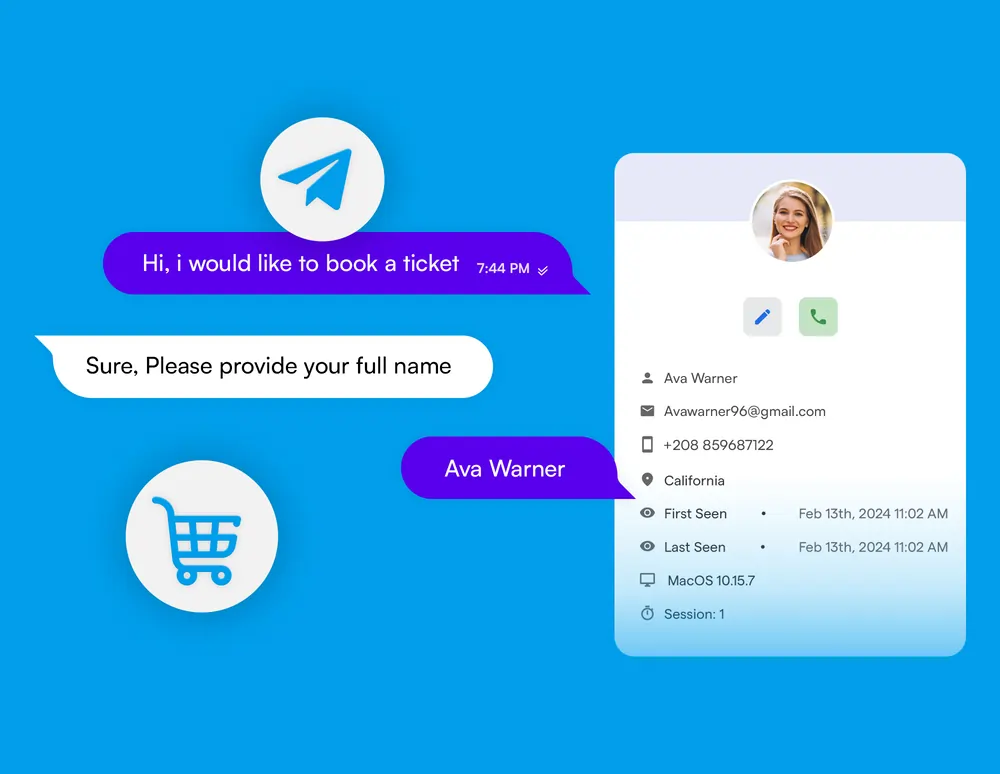 Hi, i would like to book a ticket 7:44 PM
Sure, Please provide your full name
Ava Warner
Ava Warner
Avawarner96@gmail.com
+208 859687122
California
First Seen • Feb 13th, 2024 11:02 AM
Last Seen • Feb 13th, 2024 11:02 AM
MacOS 10.15.7
Session: 1